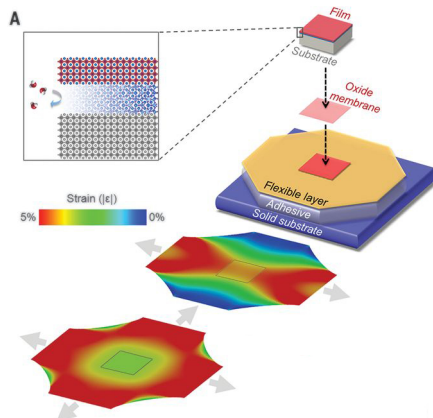 A
Film
Substrate
Oxide
membrane
Flexible layer
Adhesive
Solid substrate
Strain (|ε|)
5%
0%